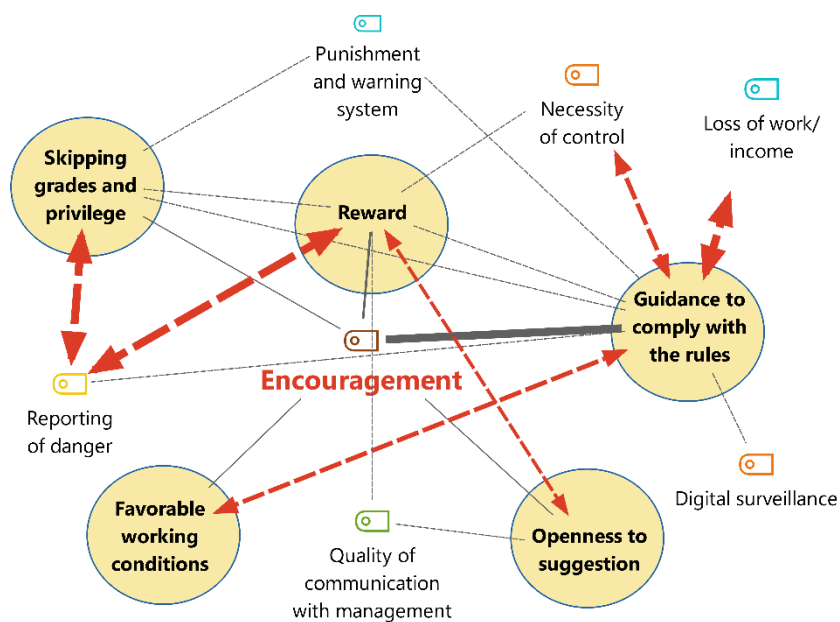 Punishment
and warning
system
Necessity
of control
Loss of work/
income
Skipping
grades and
privilege
Reward
Guidance to
comply with
the rules
Encouragement
Reporting
of danger
Favorable
working
conditions
Quality of
communication
with management
Openness to
suggestion
Digital surveillance